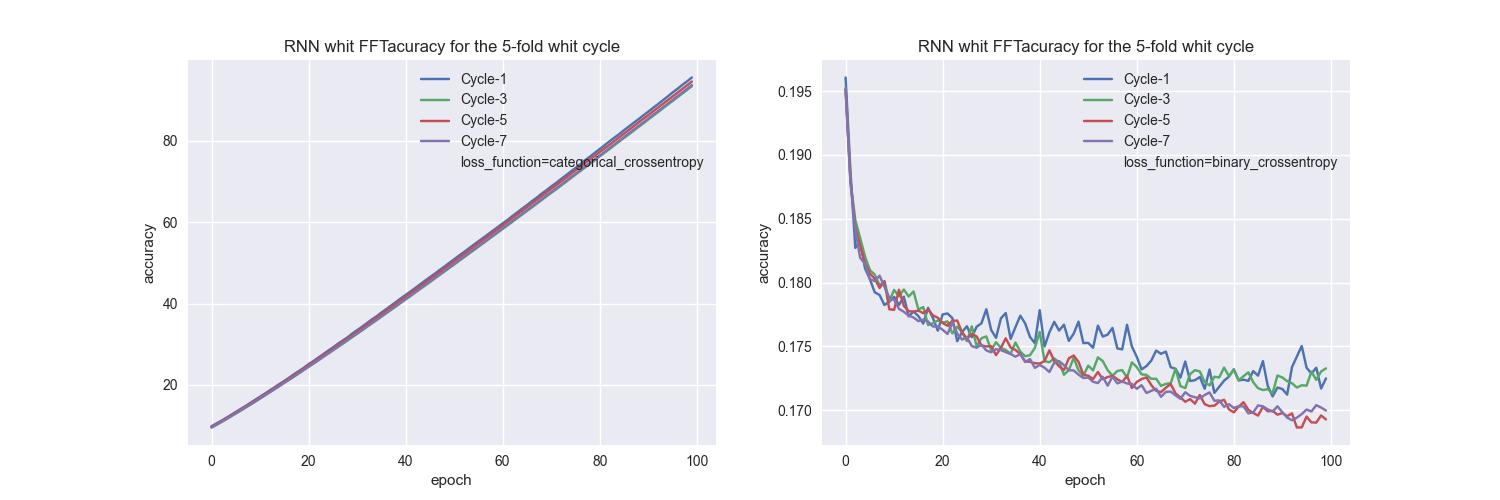 RNN whit FFTacuracy for the 5-fold whit cycle
Cycle-1
Cycle-3
Cycle-5
Cycle-7
loss_function=categorical_crossentropy
80
60
40
20
accuracy
0 20 40 60 80 100
epoch
RNN whit FFTacuracy for the 5-fold whit cycle
Cycle-1
Cycle-3
Cycle-5
Cycle-7
loss_function=binary_crossentropy
0.195
0.190
0.185
0.180
0.175
0.170
accuracy
0 20 40 60 80 100
epoch